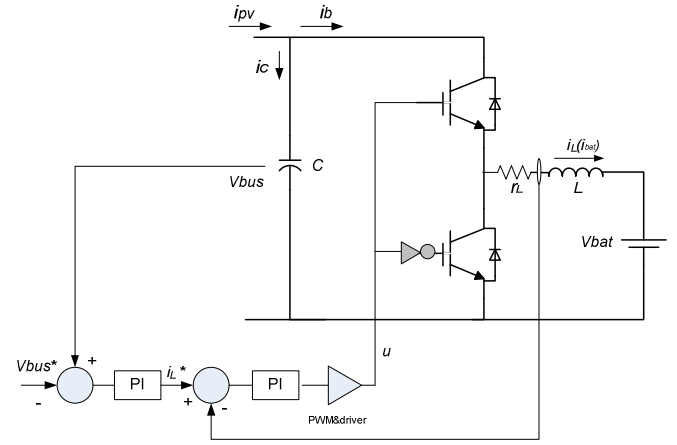 ipv
ib
ic
C
Vbus
iL(ibat)
rL
L
Vbat
u
Vbus*
+
-
PI
iL*
+
-
PI
PWM&driver